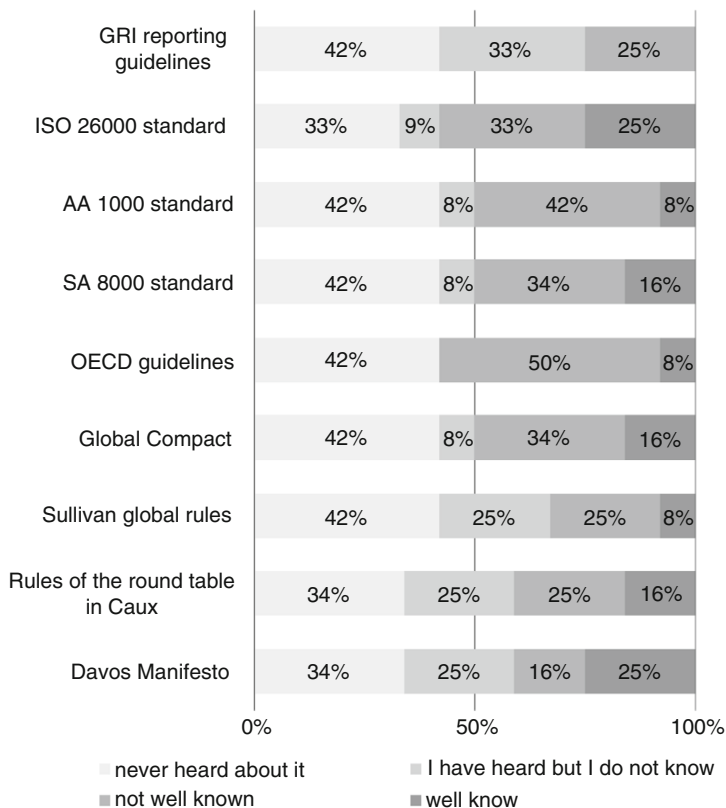 GRI reporting
guidelines
42% 33% 25%
ISO 26000 standard
33% 9% 33% 25%
AA 1000 standard
42% 8% 42% 8%
SA 8000 standard
42% 8% 34% 16%
OECD guidelines
42% 50% 8%
Global Compact
42% 8% 34% 16%
Sullivan global rules
42% 25% 25% 8%
Rules of the round table
in Caux
34% 25% 25% 16%
Davos Manifesto
34% 25% 16% 25%
0% 50% 100%
never heard about it
I have heard but I do not know
not well known
well know